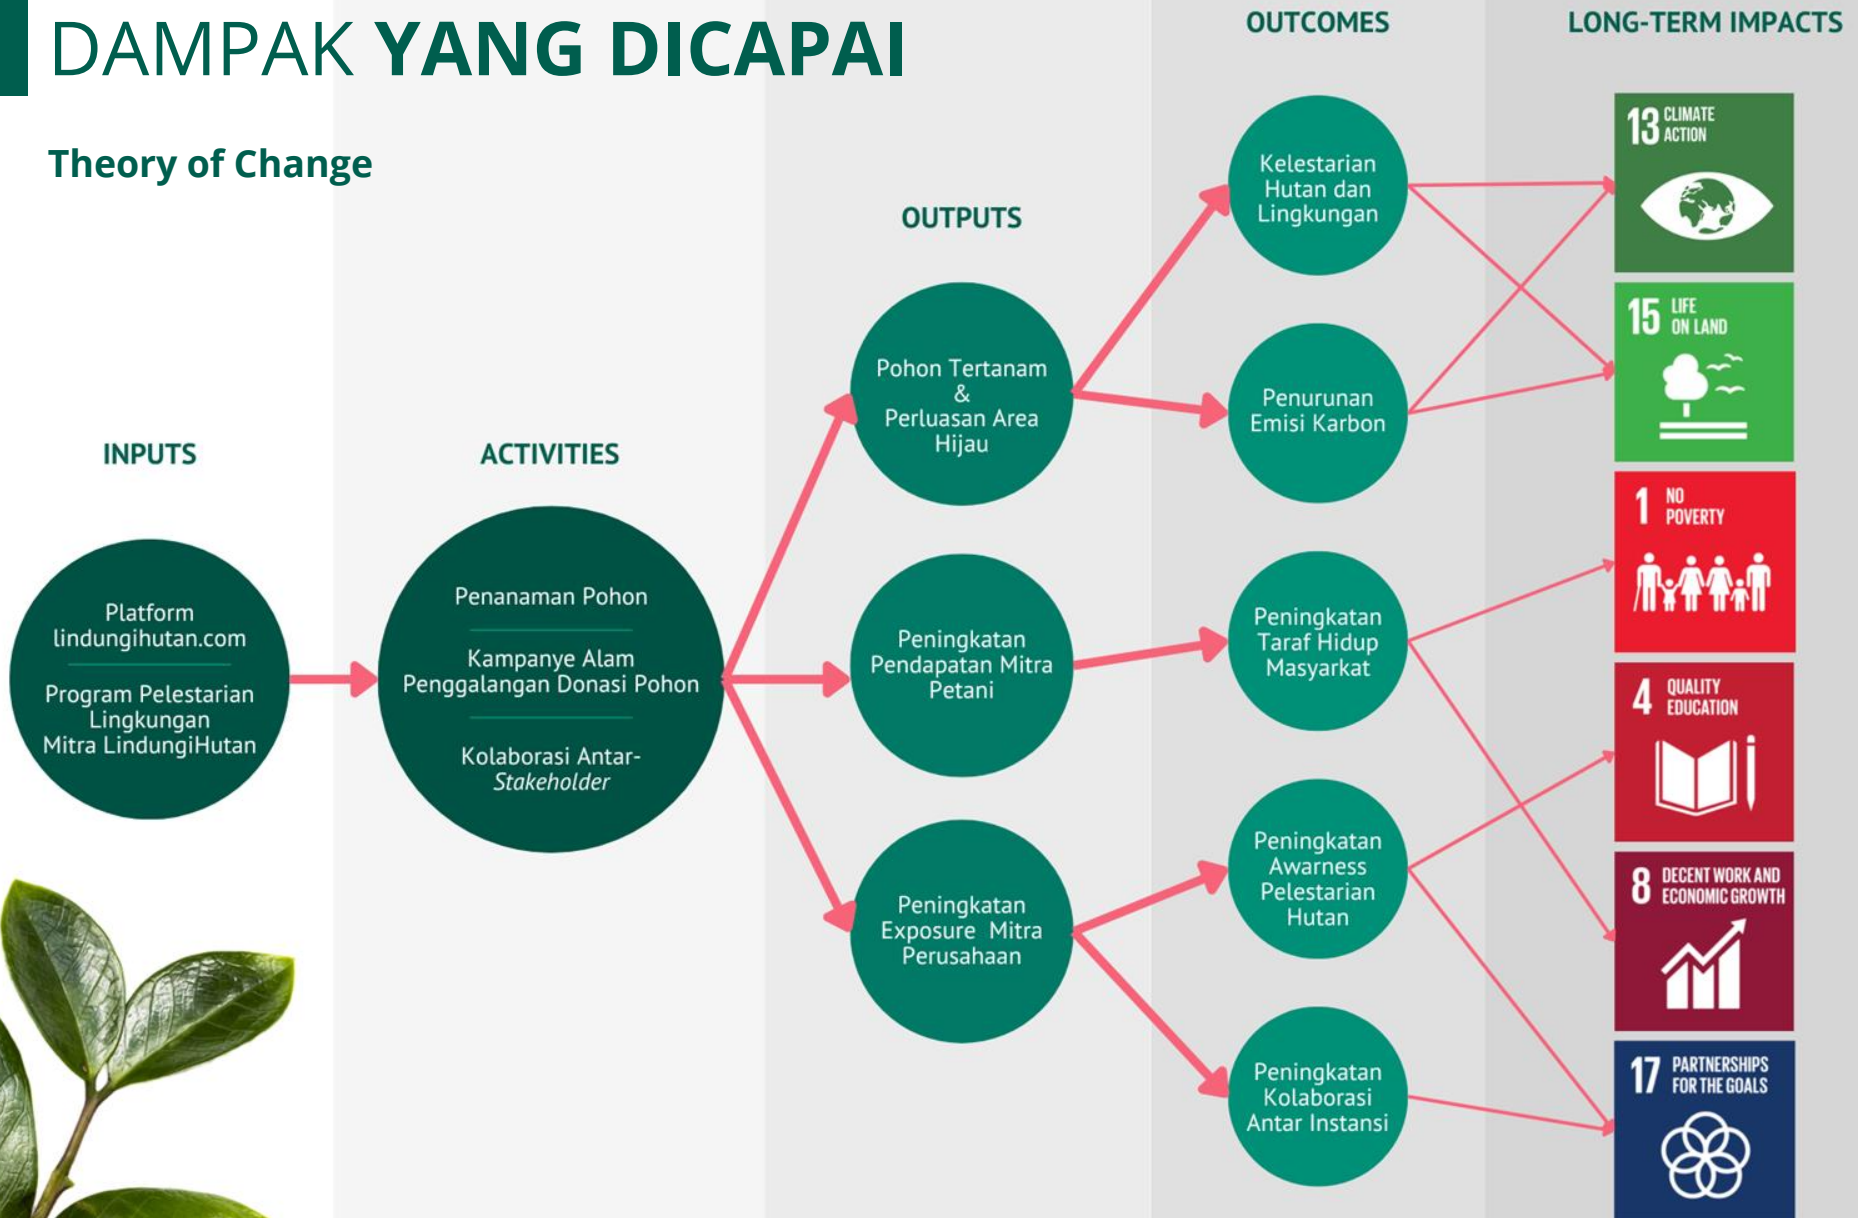 DAMPAK YANG DICAPAI
Theory of Change
INPUTS
Platform
lindungihutan.com
Program Pelestarian
Lingkungan
Mitra LindungiHutan
ACTIVITIES
Penanaman Pohon
Kampanye Alam
Penggalangan Donasi Pohon
Kolaborasi Antar-
Stakeholder
OUTPUTS
Pohon Tertanam
&
Perluasan Area
Hijau
Peningkatan
Pendapatan Mitra
Petani
Peningkatan
Exposure Mitra
Perusahaan
OUTCOMES
Kelestarian
Hutan dan
Lingkungan
Penurunan
Emisi Karbon
Peningkatan
Taraf Hidup
Masyarkat
Peningkatan
Awarness
Pelestarian
Hutan
Peningkatan
Kolaborasi
Antar Instansi
LONG-TERM IMPACTS
13 CLIMATE
ACTION
15 LIFE
ON LAND
1 NO
POVERTY
4 QUALITY
EDUCATION
8 DECENT WORK AND
ECONOMIC GROWTH
17 PARTNERSHIPS
FOR THE GOALS